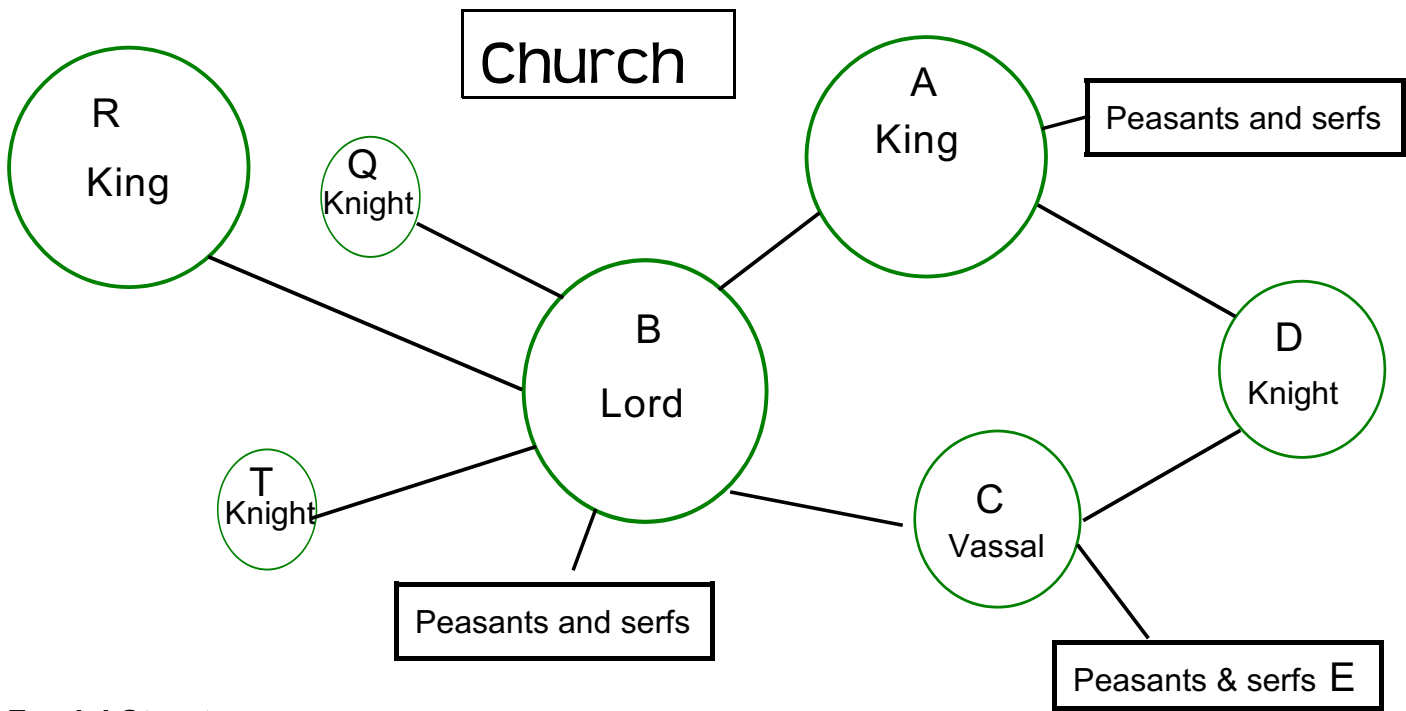 Church
A
King
Peasants and serfs
R
King
Q
Knight
B
Lord
D
Knight
T
Knight
C
Vassal
Peasants and serfs
Peasants & serfs E